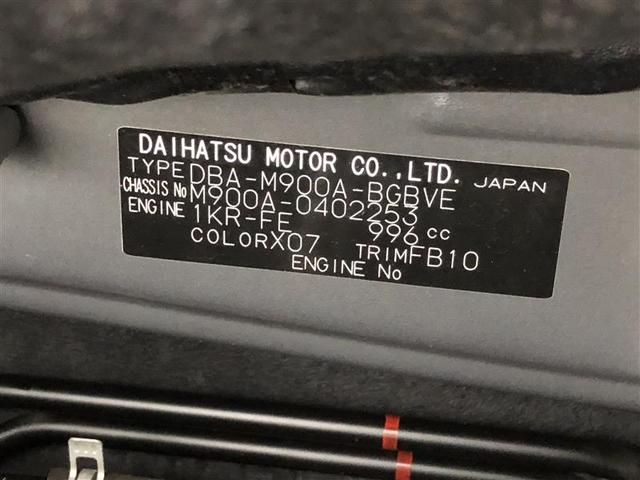 DAIHATSU MOTOR CO.,LTD. JAPAN
TYPE DBA-M900A-BGBVE
CHASSIS No M900A-0402253
ENGINE 1KR-FE 996 cc
COLOR X07 TRIM FB10
ENGINE No